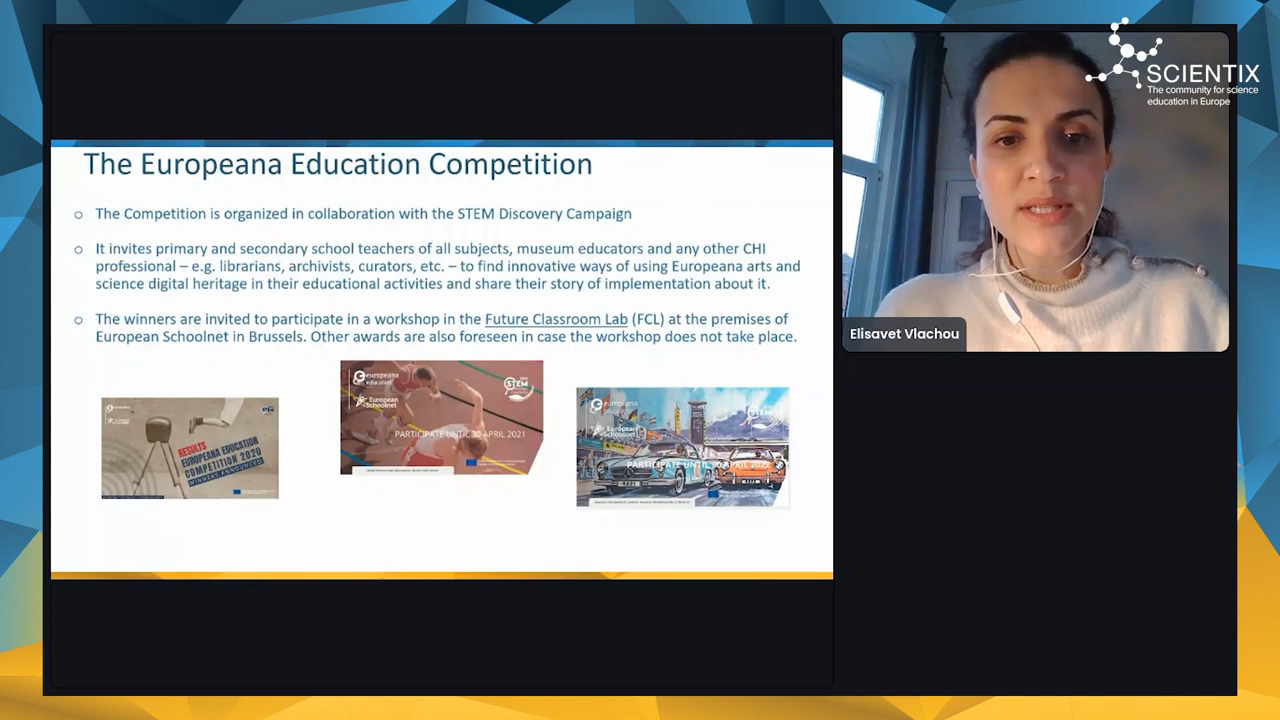 SCIENTIX
The community for science
education in Europe
The Europeana Education Competition
o The Competition is organized in collaboration with the STEM Discovery Campaign
o It invites primary and secondary school teachers of all subjects, museum educators and any other CHI
professional – e.g. librarians, archivists, curators, etc. – to find innovative ways of using Europeana arts and
science digital heritage in their educational activities and share their story of implementation about it.
o The winners are invited to participate in a workshop in the Future Classroom Lab (FCL) at the premises of
European Schoolnet in Brussels. Other awards are also foreseen in case the workshop does not take place.
Elisavet Vlachou
RESULTS
EUROPEANA EDUCATION
COMPETITION 2020
WINNERS ANNOUNCED
europeana
education
European
Schoolnet
STEM
PARTICIPATE UNTIL 30 APRIL 2021
europeana
European
Schoolnet
STEM
PARTICIPATE UNTIL 30 APRIL 2022